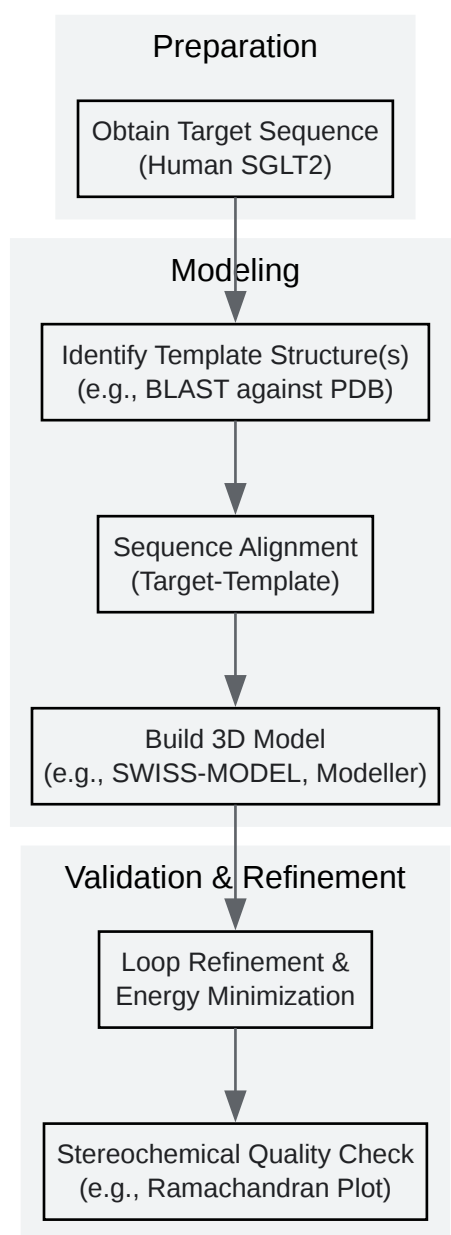 Preparation
Obtain Target Sequence
(Human SGLT2)
Modeling
Identify Template Structure(s)
(e.g., BLAST against PDB)
Sequence Alignment
(Target-Template)
Build 3D Model
(e.g., SWISS-MODEL, Modeller)
Validation & Refinement
Loop Refinement &
Energy Minimization
Stereochemical Quality Check
(e.g., Ramachandran Plot)